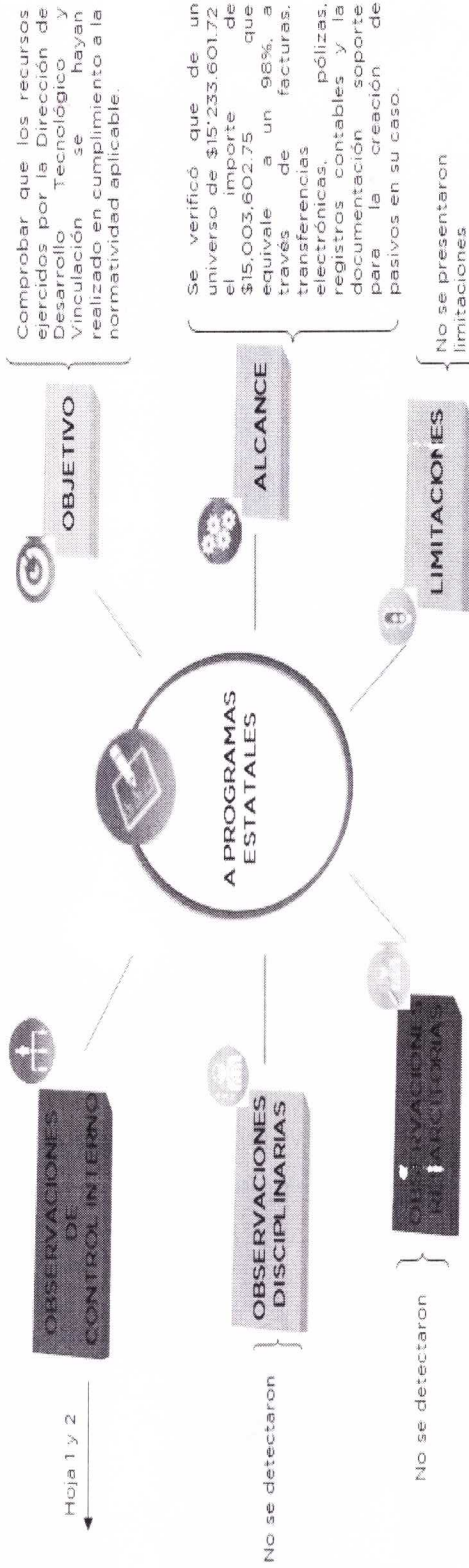 A PROGRAMAS
ESTATALES
OBJETIVO
Comprobar que los recursos
ejercidos por la Dirección de
Desarrollo Tecnológico y
Vinculación se hayan
realizado en cumplimiento a la
normatividad aplicable.
ALCANCE
Se verificó que de un
universo de $15'233,601.72
el importe de
$15,003,602.75 que
equivale a un 98%, a
través de facturas,
transferencias
electrónicas, pólizas,
registros contables y la
documentación soporte
para la creación de
pasivos en su caso.
LIMITACIONES
No se presentaron
limitaciones
OBSERVACIONES
DE
CONTROL INTERNO
Hoja 1 y 2
OBSERVACIONES
DISCIPLINARIAS
No se detectaron
OBSERVACIONES
RESARCITORIAS
No se detectaron